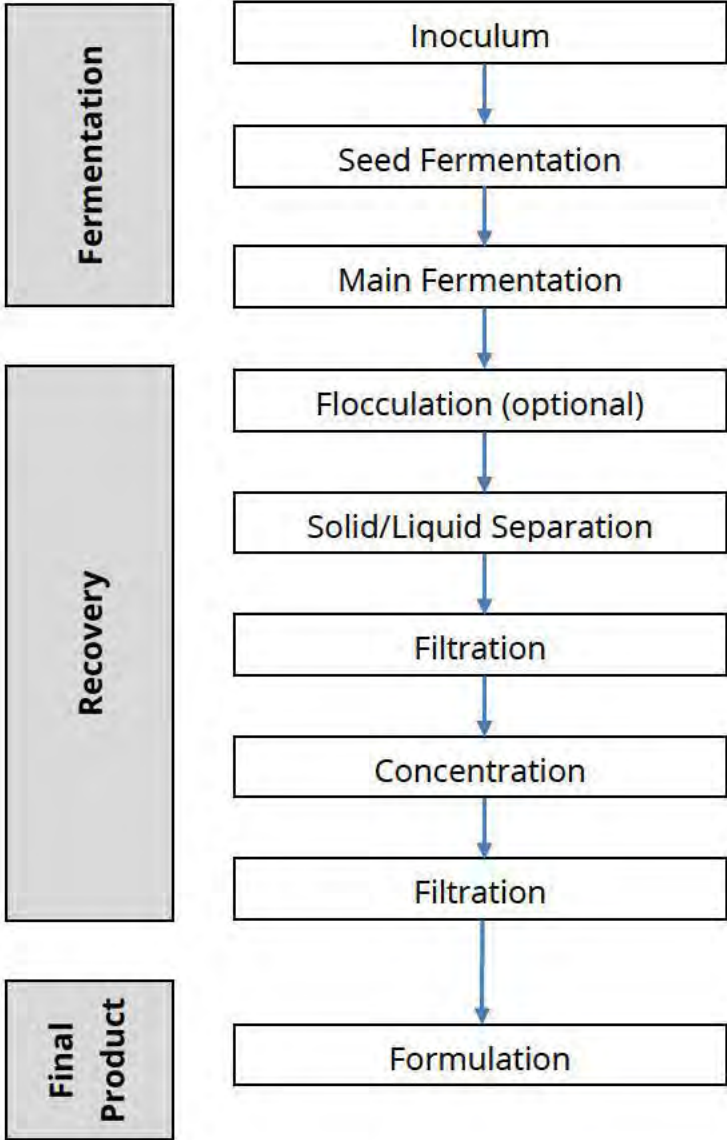 Fermentation
Inoculum
Seed Fermentation
Main Fermentation
Recovery
Flocculation (optional)
Solid/Liquid Separation
Filtration
Concentration
Filtration
Final
Product
Formulation